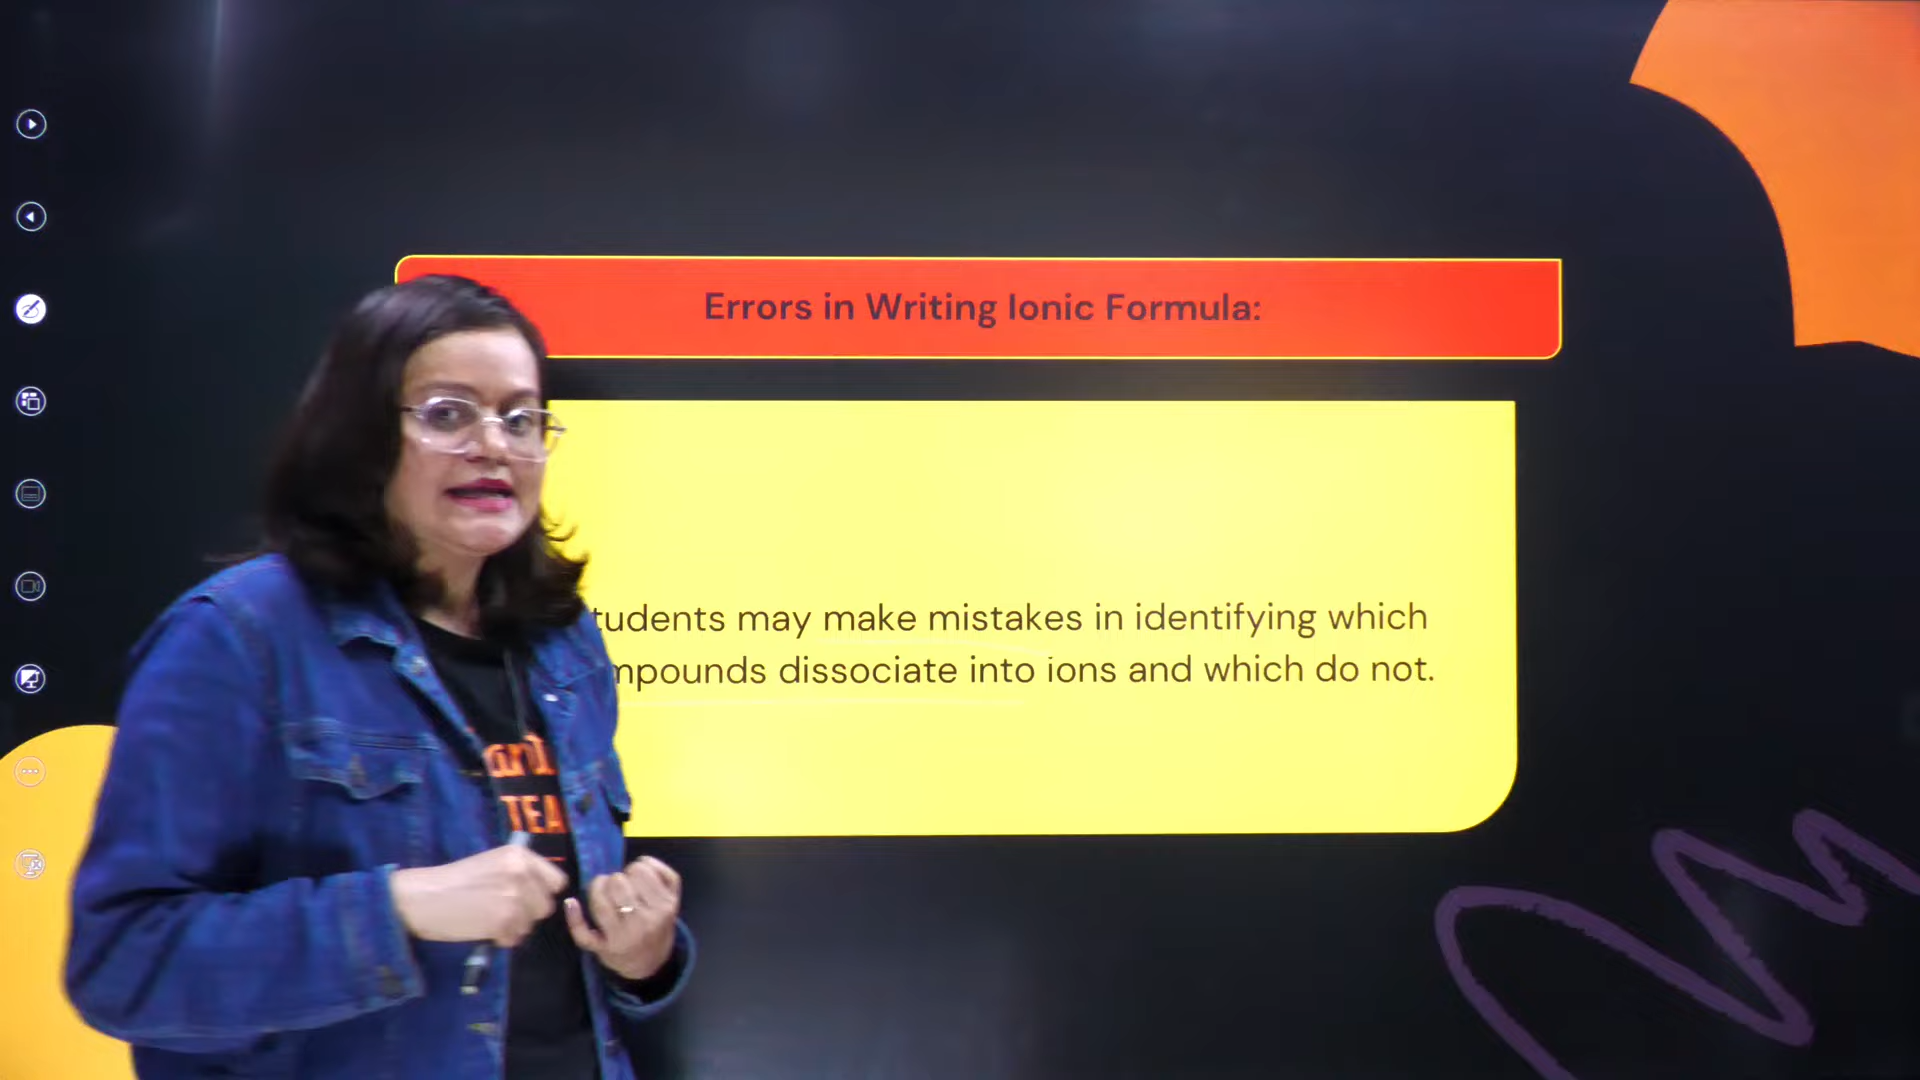 Errors in Writing Ionic Formula:
tudents may make mistakes in identifying which
mpounds dissociate into ions and which do not.
TEA